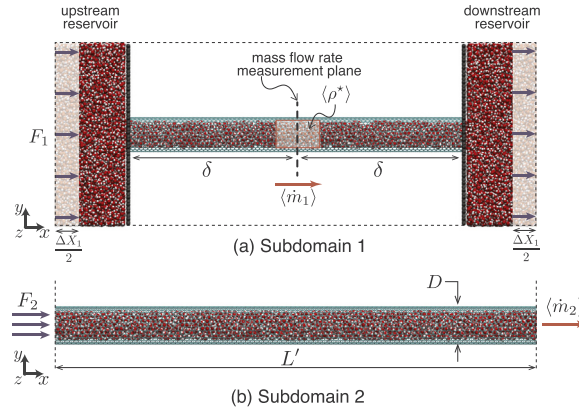 upstream
reservoir
downstream
reservoir
mass flow rate
measurement plane
⟨ρ*⟩
F₁
δ
δ
⟨ṁ₁⟩
y
z
x
ΔX₁/2
ΔX₁/2
(a) Subdomain 1
F₂
D
⟨ṁ₂⟩
y
z
x
L′
(b) Subdomain 2